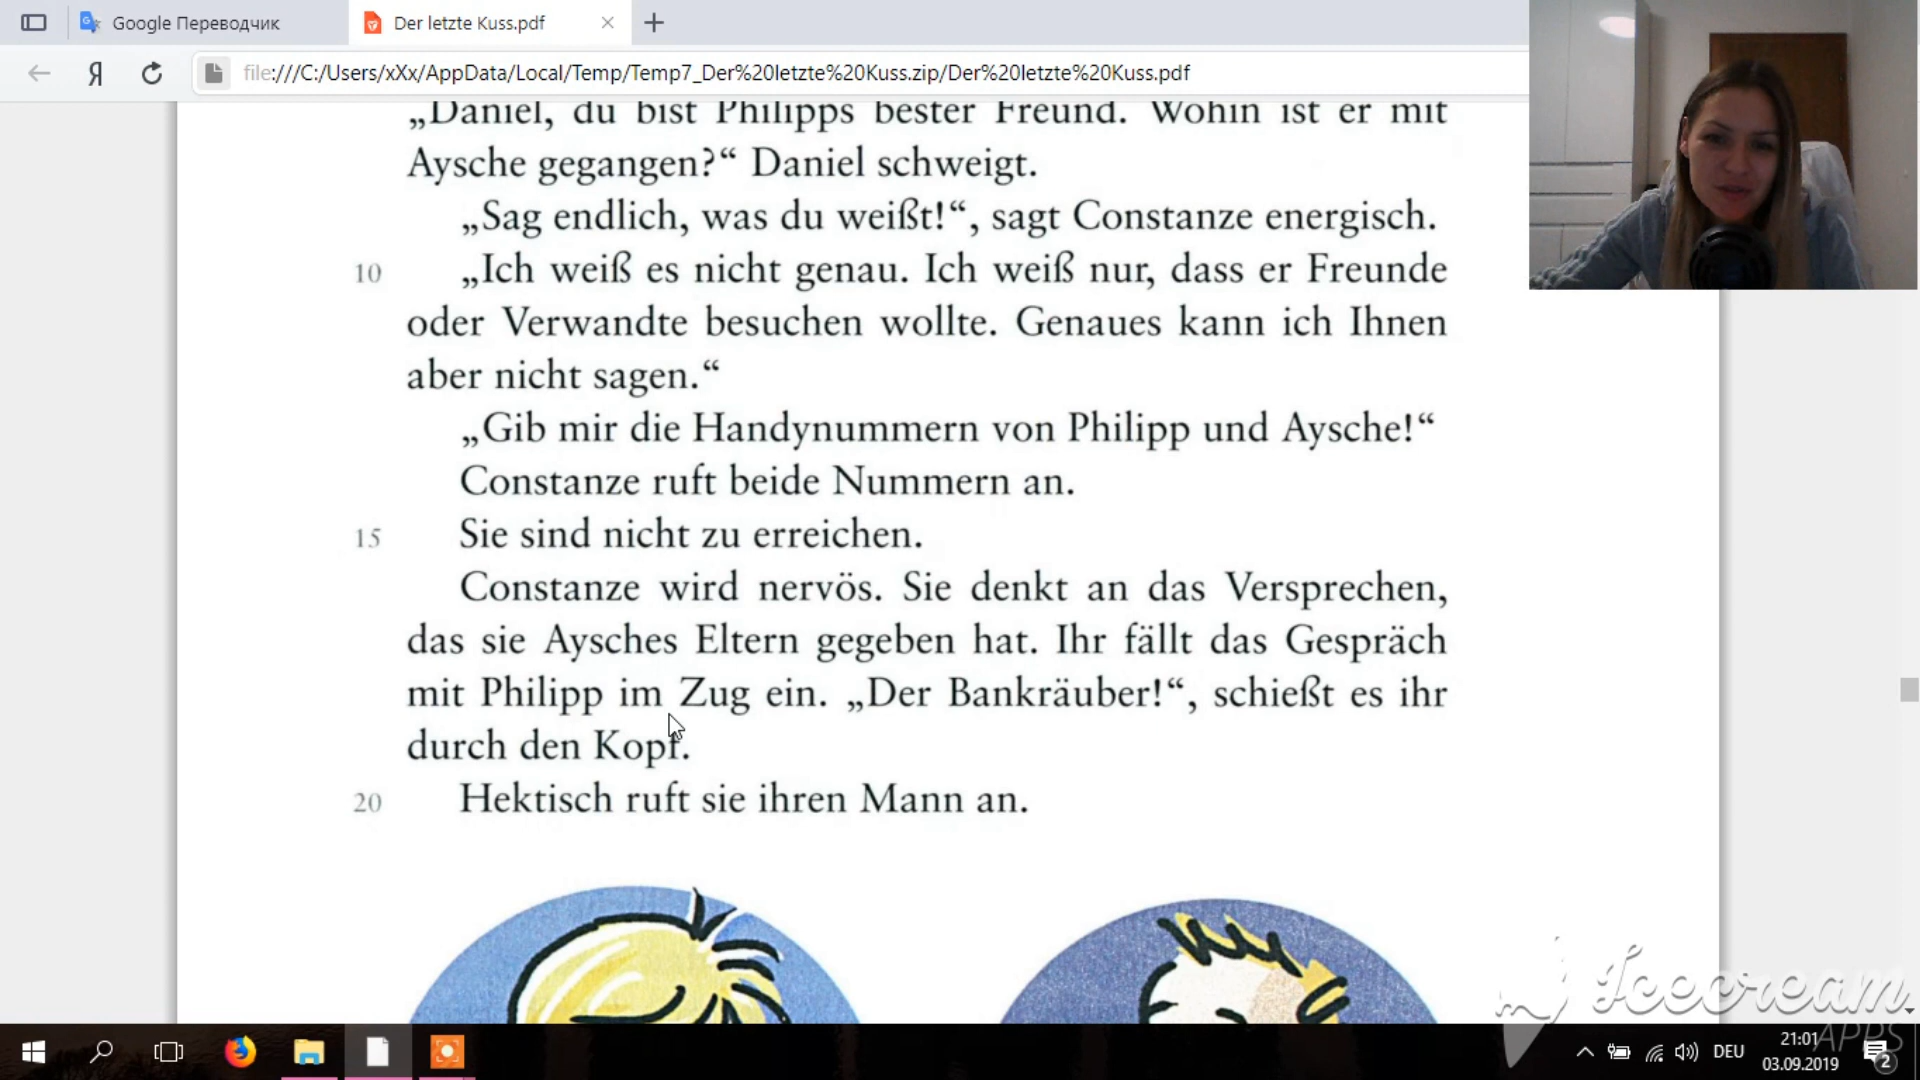 Google Переводчик
Der letzte Kuss.pdf
Я
file:///C:/Users/xXx/AppData/Local/Temp/Temp7_Der%20letzte%20Kuss.zip/Der%20letzte%20Kuss.pdf
„Daniel, du bist Philipps bester Freund. Wohin ist er mit
Aysche gegangen?“ Daniel schweigt.
„Sag endlich, was du weißt!“, sagt Constanze energisch.
10 „Ich weiß es nicht genau. Ich weiß nur, dass er Freunde
oder Verwandte besuchen wollte. Genaues kann ich Ihnen
aber nicht sagen.“
„Gib mir die Handynummern von Philipp und Aysche!“
Constanze ruft beide Nummern an.
15 Sie sind nicht zu erreichen.
Constanze wird nervös. Sie denkt an das Versprechen,
das sie Aysches Eltern gegeben hat. Ihr fällt das Gespräch
mit Philipp im Zug ein. „Der Bankräuber!“, schießt es ihr
durch den Kopf.
20 Hektisch ruft sie ihren Mann an.
Icecream
APPS
DEU
21:01
03.09.2019
2